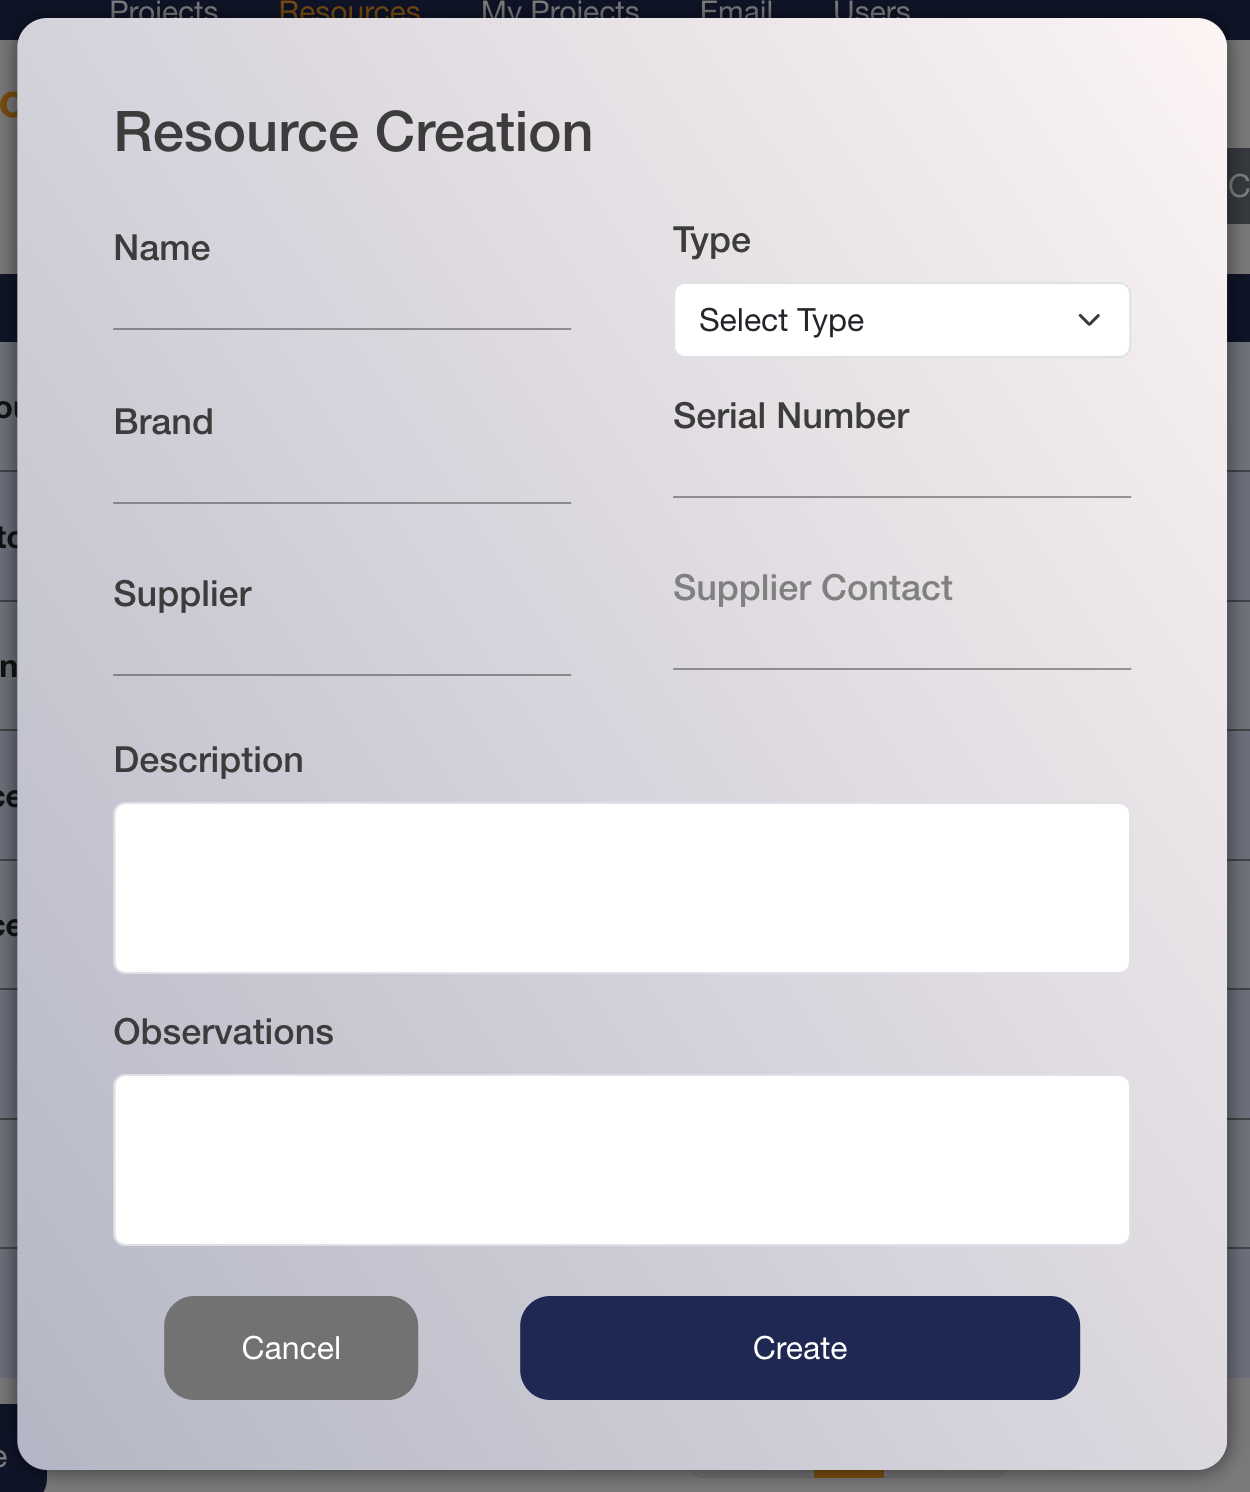 Projects Resources My Projects Email Users
Resource Creation
Name
Type
Select Type
Brand
Serial Number
Supplier
Supplier Contact
Description
Observations
Cancel
Create